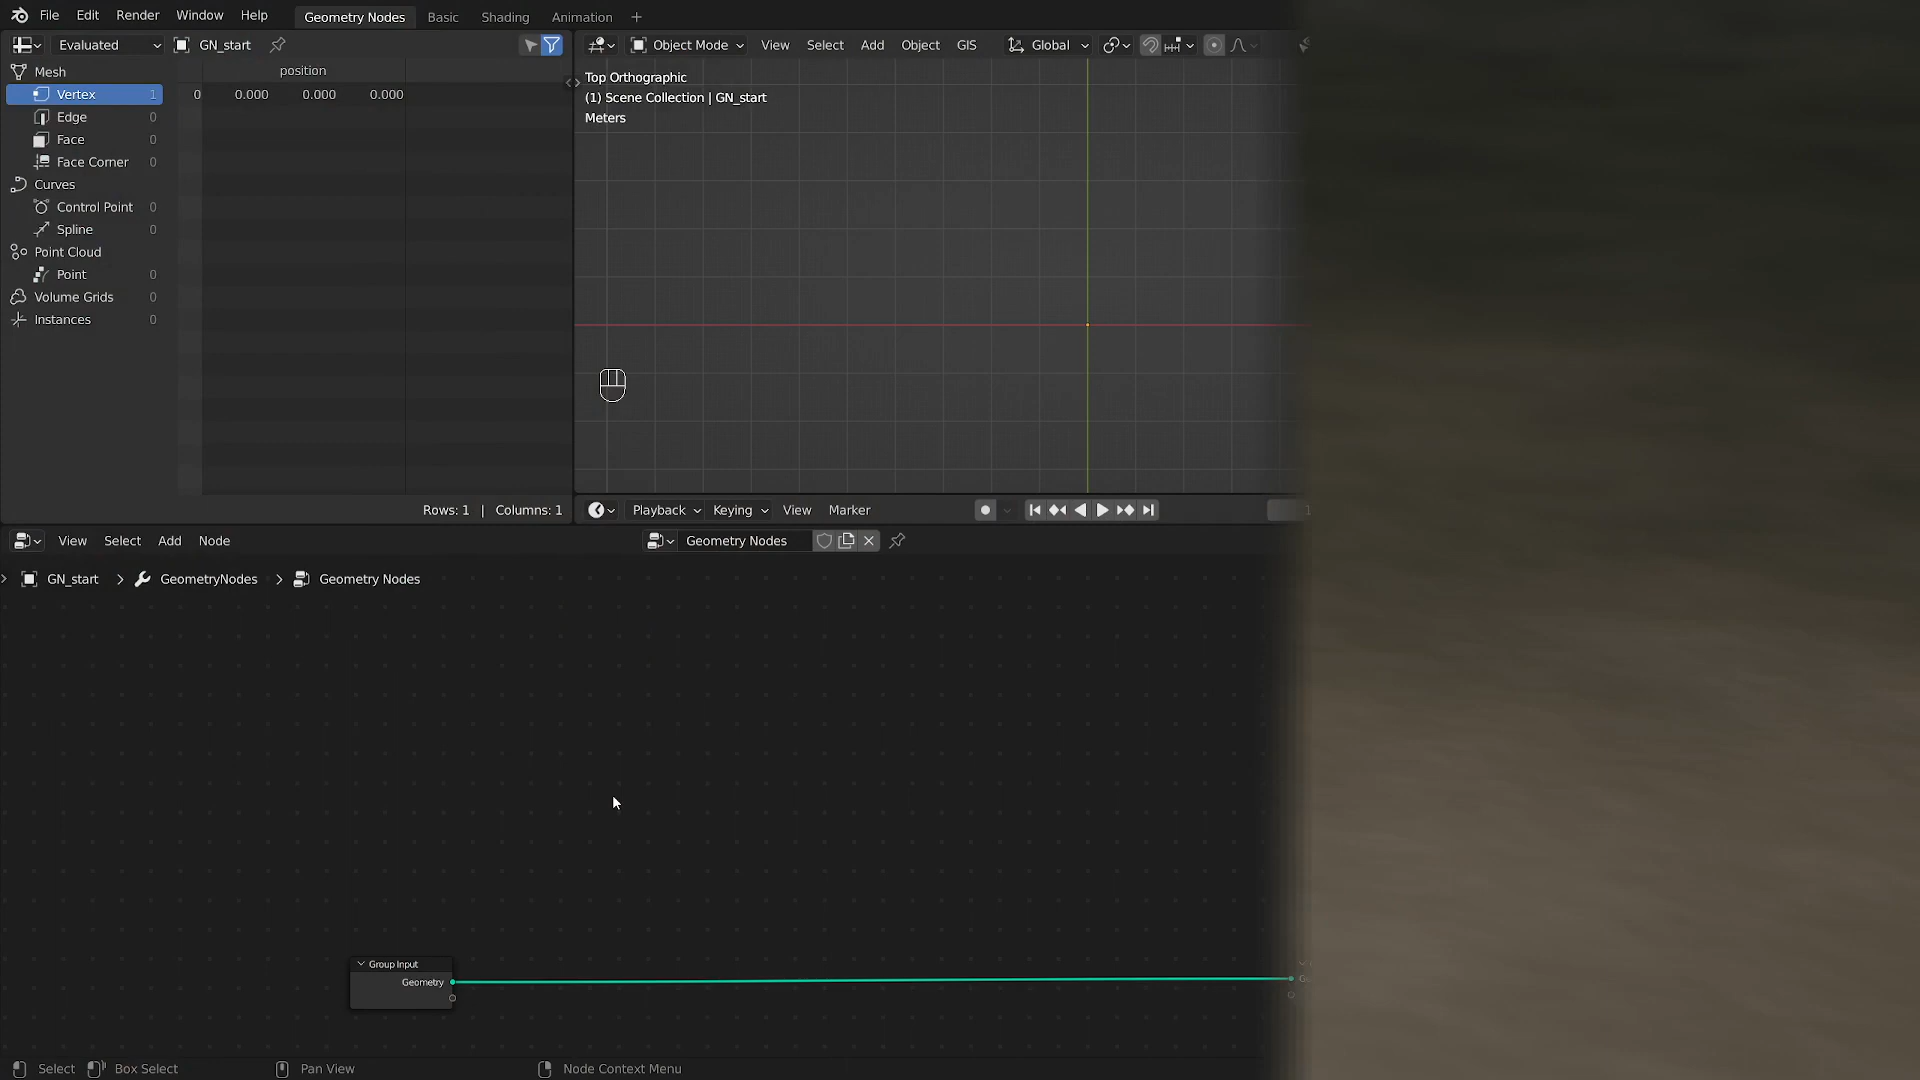 File Edit Render Window Help Geometry Nodes Basic Shading Animation +
Evaluated GN_start
Object Mode View Select Add Object GIS Global
Mesh
position
Vertex 1
0 0.000 0.000 0.000
Edge 0
Face 0
Face Corner 0
Curves
Control Point 0
Spline 0
Point Cloud
Point 0
Volume Grids 0
Instances 0
Top Orthographic
(1) Scene Collection | GN_start
Meters
Rows: 1 | Columns: 1
Playback Keying View Marker
View Select Add Node Geometry Nodes
GN_start > GeometryNodes > Geometry Nodes
Group Input
Geometry
Select Box Select Pan View Node Context Menu